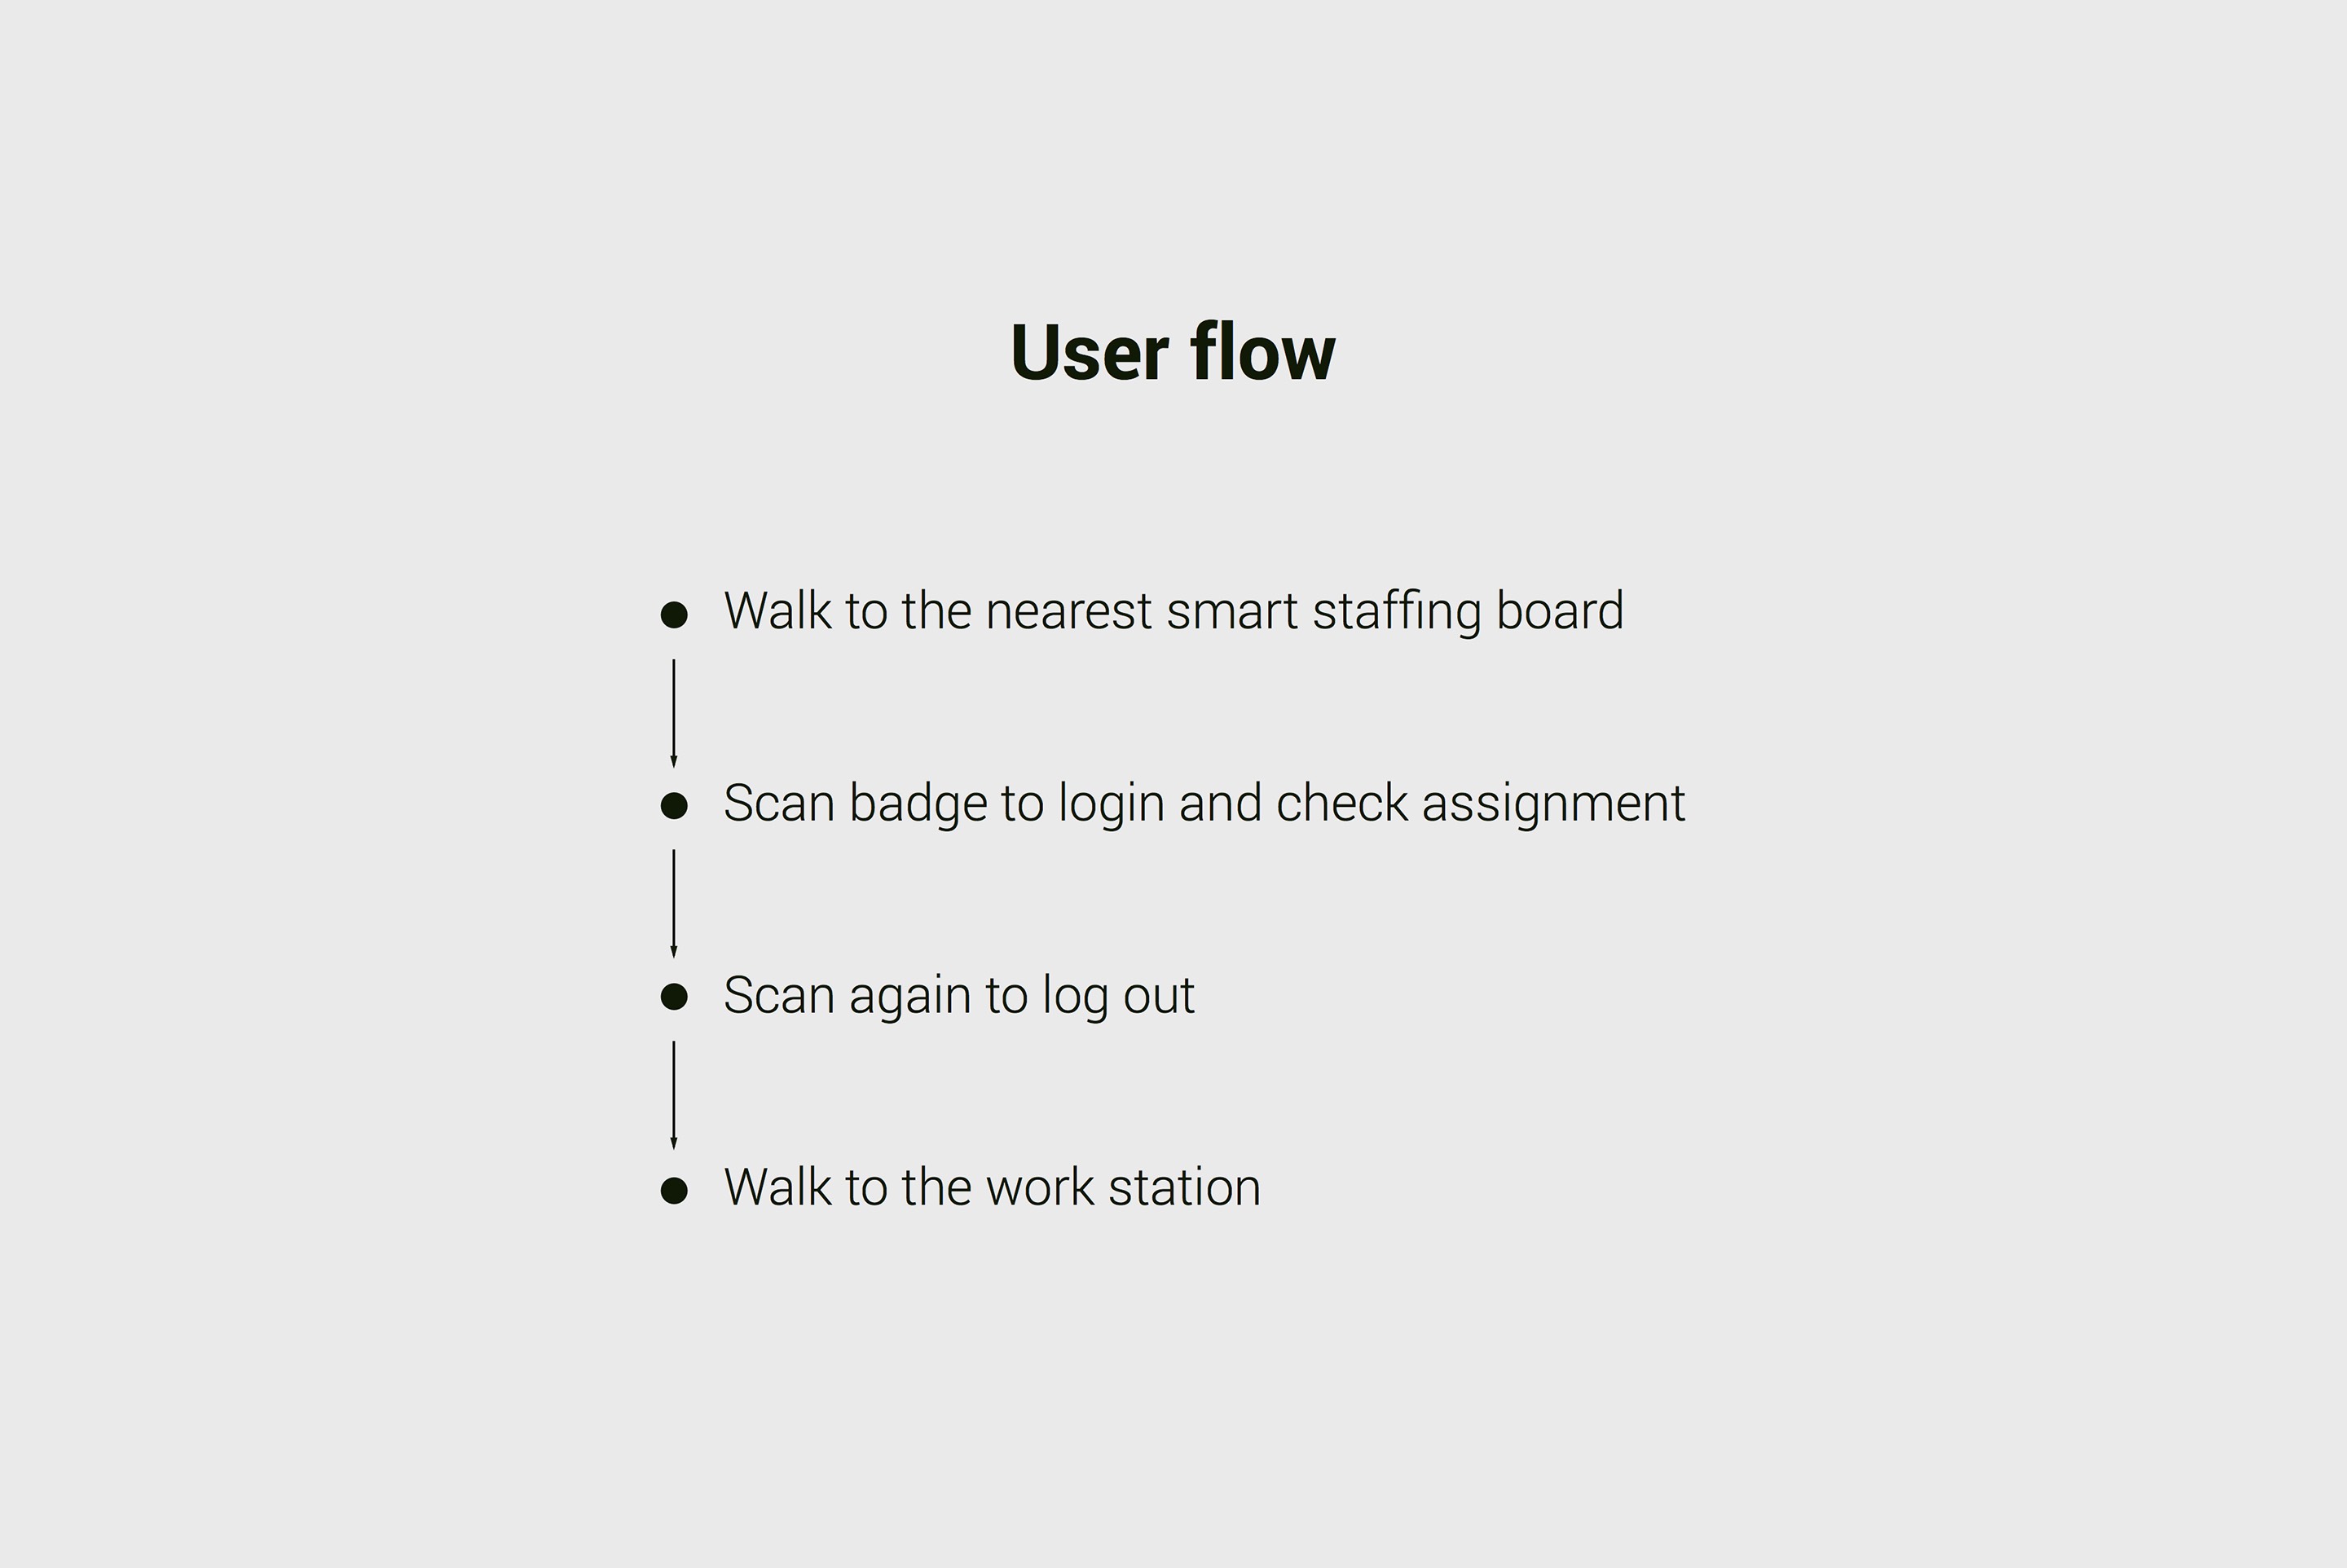 User flow
Walk to the nearest smart staffing board
Scan badge to login and check assignment
Scan again to log out
Walk to the work station